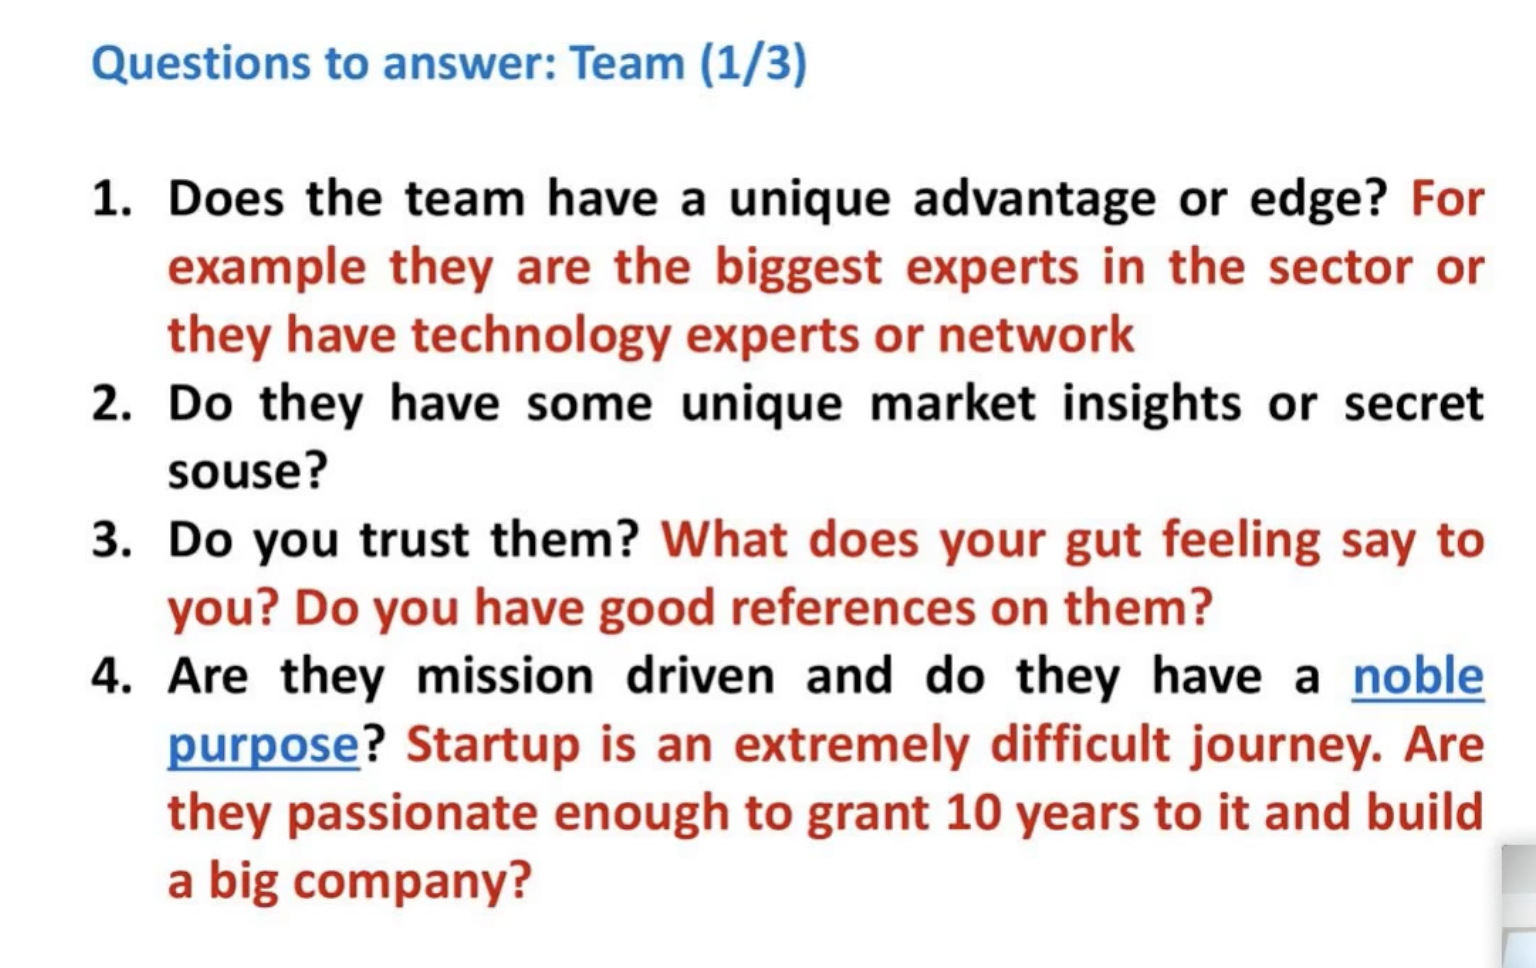 Questions to answer: Team (1/3)
1. Does the team have a unique advantage or edge? For
example they are the biggest experts in the sector or
they have technology experts or network
2. Do they have some unique market insights or secret
souse?
3. Do you trust them? What does your gut feeling say to
you? Do you have good references on them?
4. Are they mission driven and do they have a noble
purpose? Startup is an extremely difficult journey. Are
they passionate enough to grant 10 years to it and build
a big company?